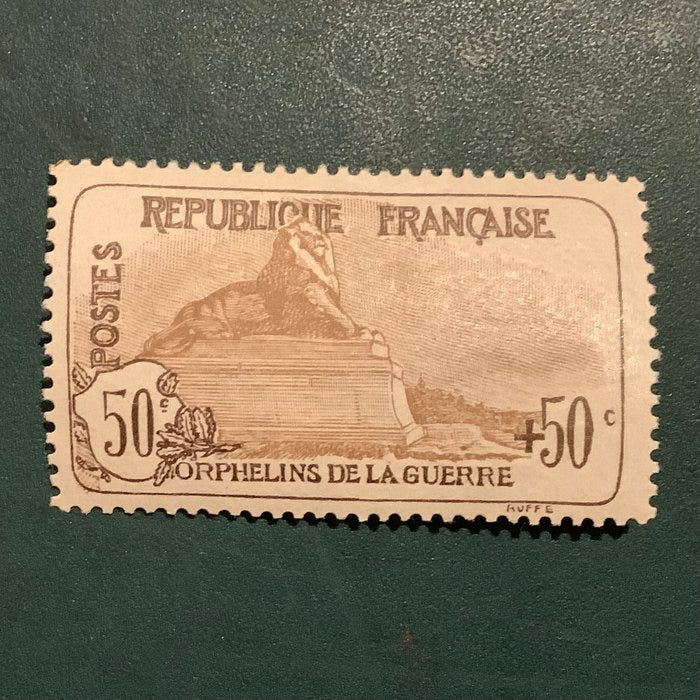 REPUBLIQUE FRANÇAISE
POSTES
50c
+50c
ORPHELINS DE LA GUERRE
RUFFE